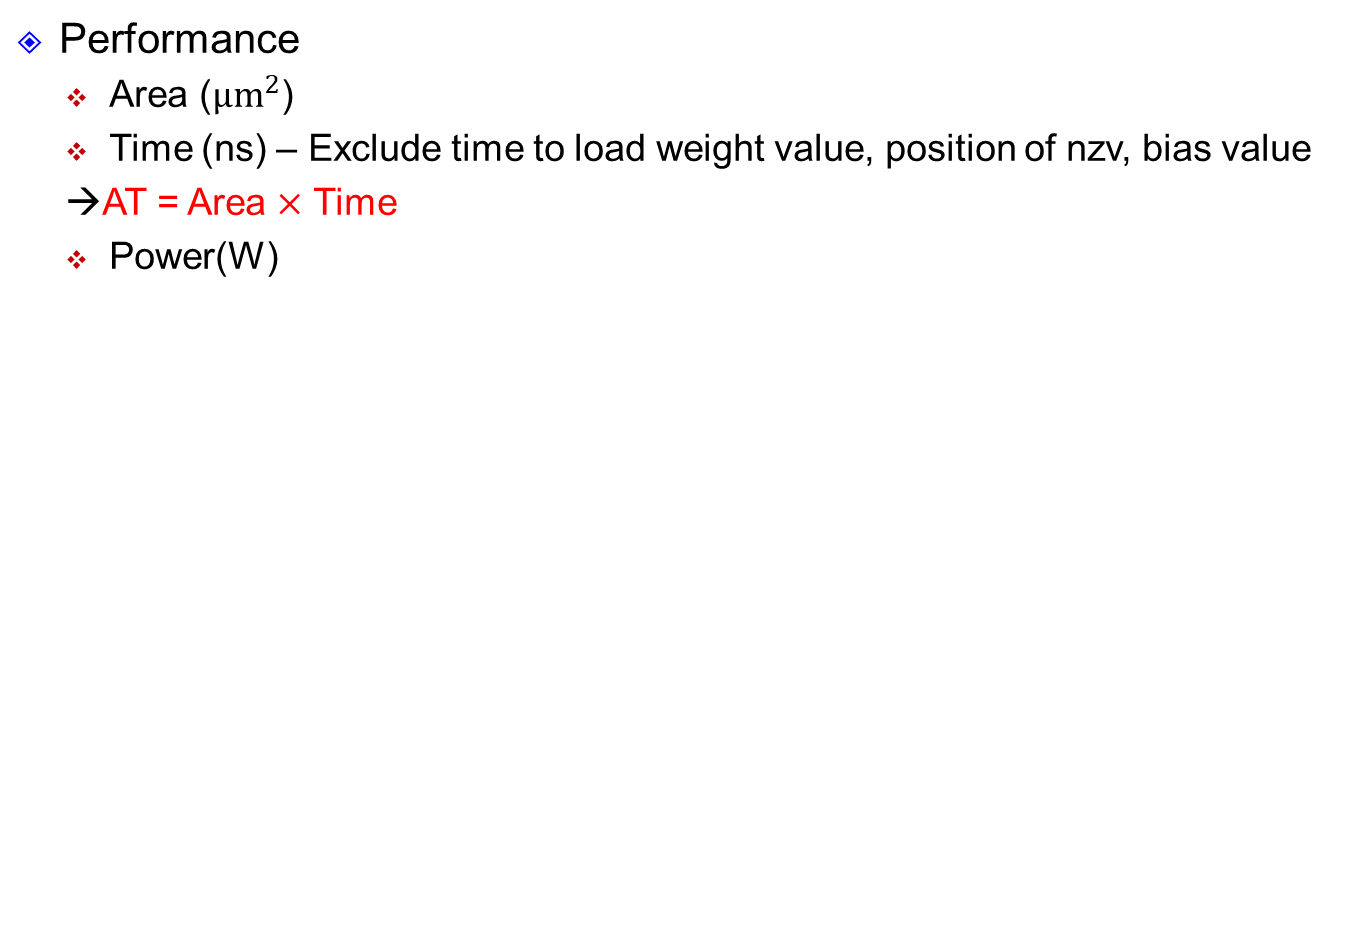 Performance
Area (μm²)
Time (ns) – Exclude time to load weight value, position of nzv, bias value
→AT = Area × Time
Power(W)